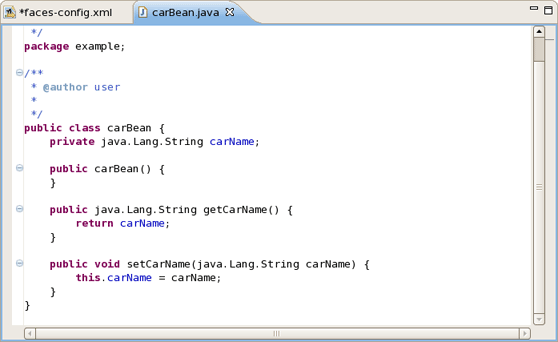 *faces-config.xml carBean.java
*/
package example;
/**
* @author user
*
*/
public class carBean {
private java.Lang.String carName;
public carBean() {
}
public java.Lang.String getCarName() {
return carName;
}
public void setCarName(java.Lang.String carName) {
this.carName = carName;
}
}